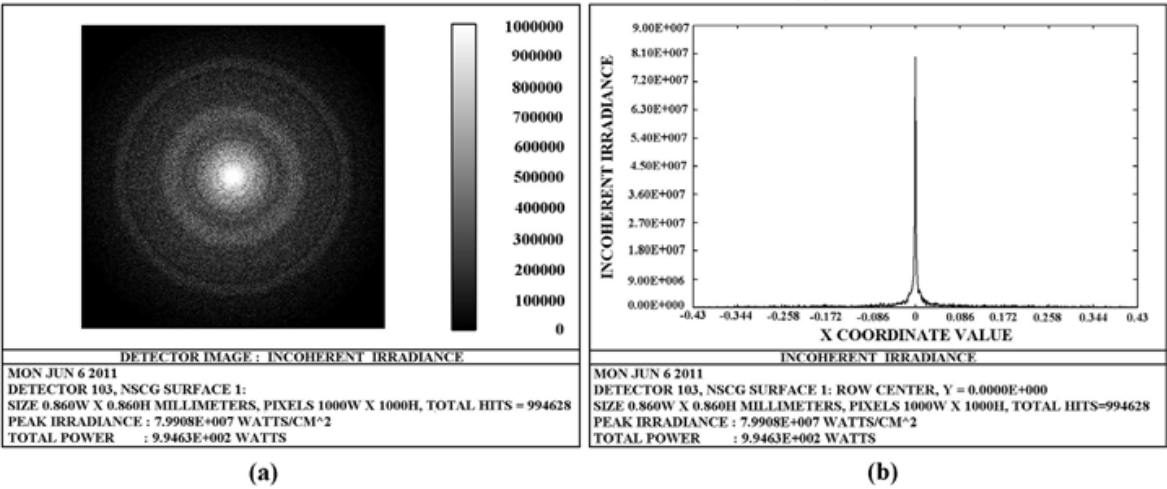 1000000
900000
800000
700000
600000
500000
400000
300000
200000
100000
0
DETECTOR IMAGE : INCOHERENT IRRADIANCE
MON JUN 6 2011
DETECTOR 103, NSCG SURFACE 1:
SIZE 0.860W X 0.860H MILLIMETERS, PIXELS 1000W X 1000H, TOTAL HITS = 994628
PEAK IRRADIANCE : 7.9908E+007 WATTS/CM^2
TOTAL POWER : 9.9463E+002 WATTS
(a)
INCOHERENT IRRADIANCE
9.00E+007
8.10E+007
7.20E+007
6.30E+007
5.40E+007
4.50E+007
3.60E+007
2.70E+007
1.80E+007
9.00E+006
0.00E+000
-0.43 -0.344 -0.258 -0.172 -0.086 0 0.086 0.172 0.258 0.344 0.43
X COORDINATE VALUE
INCOHERENT IRRADIANCE
MON JUN 6 2011
DETECTOR 103, NSCG SURFACE 1: ROW CENTER, Y = 0.0000E+000
SIZE 0.860W X 0.860H MILLIMETERS, PIXELS 1000W X 1000H, TOTAL HITS=994628
PEAK IRRADIANCE : 7.9908E+007 WATTS/CM^2
TOTAL POWER : 9.9463E+002 WATTS
(b)